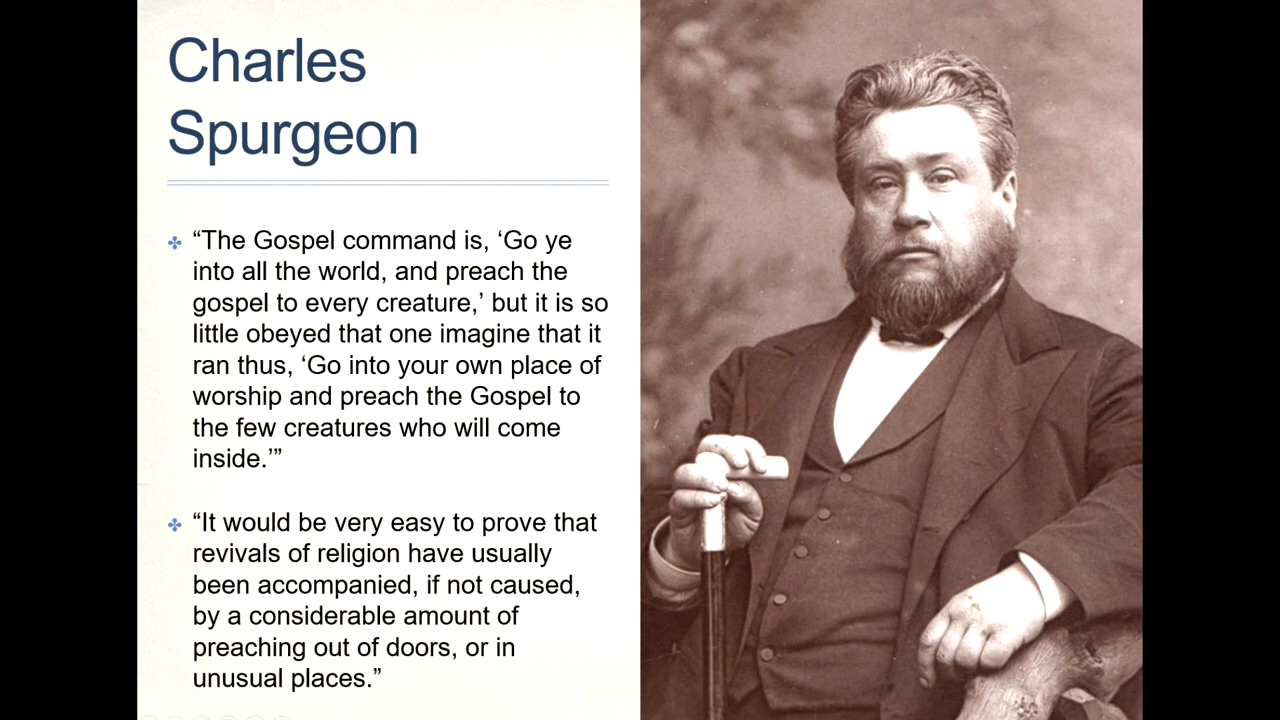 Charles
Spurgeon
“The Gospel command is, ‘Go ye
into all the world, and preach the
gospel to every creature,’ but it is so
little obeyed that one imagine that it
ran thus, ‘Go into your own place of
worship and preach the Gospel to
the few creatures who will come
inside.’”
“It would be very easy to prove that
revivals of religion have usually
been accompanied, if not caused,
by a considerable amount of
preaching out of doors, or in
unusual places.”